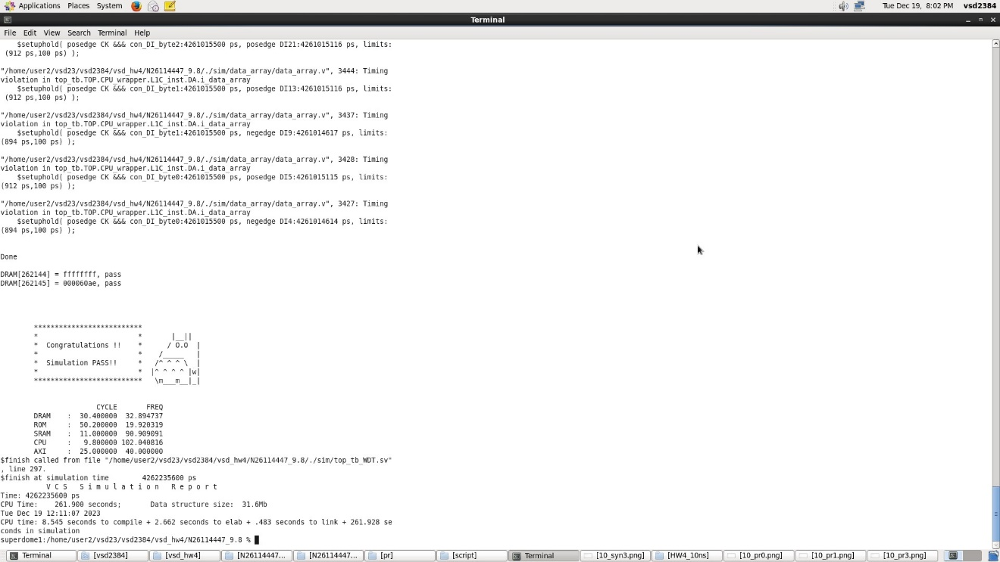 Applications Places System Tue Dec 19, 8:02 PM vsd2384
Terminal
File Edit View Search Terminal Help
$setuphold( posedge CK &&& con_DI_byte2:4261015500 ps, posedge DI21:4261015116 ps, limits:
(912 ps,100 ps) );
"/home/user2/vsd23/vsd2384/vsd_hw4/N26114447_9.8/./sim/data_array/data_array.v", 3444: Timing
violation in top_tb.TOP.CPU_wrapper.L1C_inst.DA.i_data_array
$setuphold( posedge CK &&& con_DI_byte1:4261015500 ps, posedge DI13:4261015116 ps, limits:
(912 ps,100 ps) );
"/home/user2/vsd23/vsd2384/vsd_hw4/N26114447_9.8/./sim/data_array/data_array.v", 3437: Timing
violation in top_tb.TOP.CPU_wrapper.L1C_inst.DA.i_data_array
$setuphold( posedge CK &&& con_DI_byte1:4261015500 ps, negedge DI9:4261014617 ps, limits:
(894 ps,100 ps) );
"/home/user2/vsd23/vsd2384/vsd_hw4/N26114447_9.8/./sim/data_array/data_array.v", 3428: Timing
violation in top_tb.TOP.CPU_wrapper.L1C_inst.DA.i_data_array
$setuphold( posedge CK &&& con_DI_byte0:4261015500 ps, posedge DI5:4261015115 ps, limits:
(912 ps,100 ps) );
"/home/user2/vsd23/vsd2384/vsd_hw4/N26114447_9.8/./sim/data_array/data_array.v", 3427: Timing
violation in top_tb.TOP.CPU_wrapper.L1C_inst.DA.i_data_array
$setuphold( posedge CK &&& con_DI_byte0:4261015500 ps, negedge DI4:4261014614 ps, limits:
(894 ps,100 ps) );
Done
DRAM[262144] = ffffffff, pass
DRAM[262145] = 000060ae, pass
**************************
*                        *       |__||
*  Congratulations !!    *      / O.O  |
*                        *    /_____   |
*  Simulation PASS!!     *   /^ ^ ^ \  |
*                        *  |^ ^ ^ ^ |w|
**************************   \m___m__|_|
CYCLE FREQ
DRAM : 30.400000 32.894737
ROM : 50.200000 19.920319
SRAM : 11.000000 90.909091
CPU : 9.800000 102.040816
AXI : 25.000000 40.000000
$finish called from file "/home/user2/vsd23/vsd2384/vsd_hw4/N26114447_9.8/./sim/top_tb_WDT.sv"
, line 297.
$finish at simulation time 4262235600 ps
V C S S i m u l a t i o n R e p o r t
Time: 4262235600 ps
CPU Time: 261.900 seconds; Data structure size: 31.6Mb
Tue Dec 19 12:11:07 2023
CPU time: 8.545 seconds to compile + 2.662 seconds to elab + .483 seconds to link + 261.928 se
conds in simulation
superdome1:/home/user2/vsd23/vsd2384/vsd_hw4/N26114447_9.8 %
Terminal [vsd2384] [vsd_hw4] [N26114447... [N26114447... [pr] [script] Terminal [10_syn3.png] [HW4_10ns] [10_pr0.png] [10_pr1.png] [10_pr3.png]